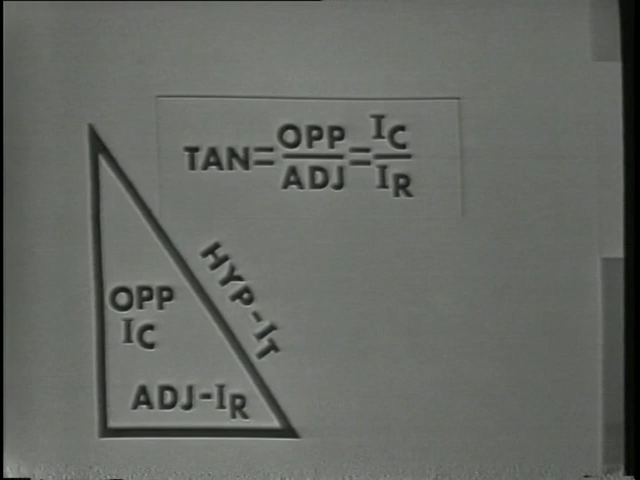 TAN = OPP/ADJ = IC/IR
HYP-IT
OPP
IC
ADJ-IR